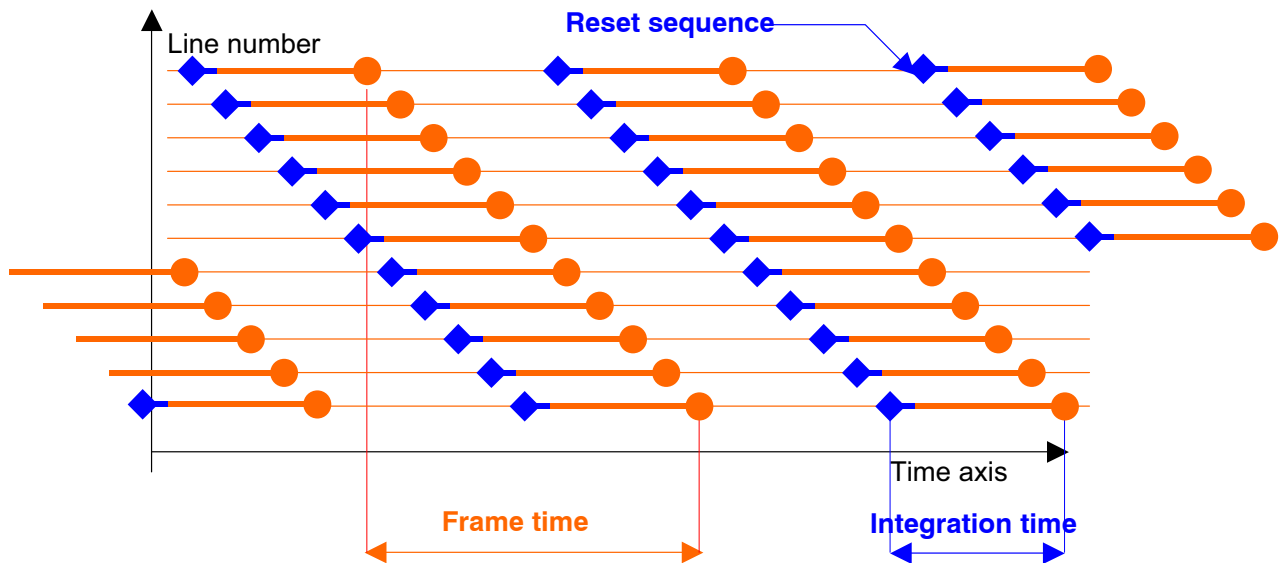 Reset sequence
Line number
Time axis
Frame time
Integration time